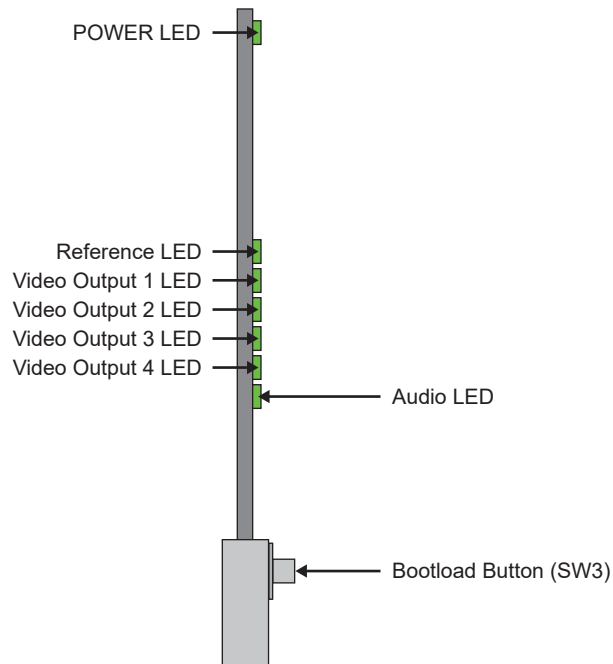 POWER LED
Reference LED
Video Output 1 LED
Video Output 2 LED
Video Output 3 LED
Video Output 4 LED
Audio LED
Bootload Button (SW3)